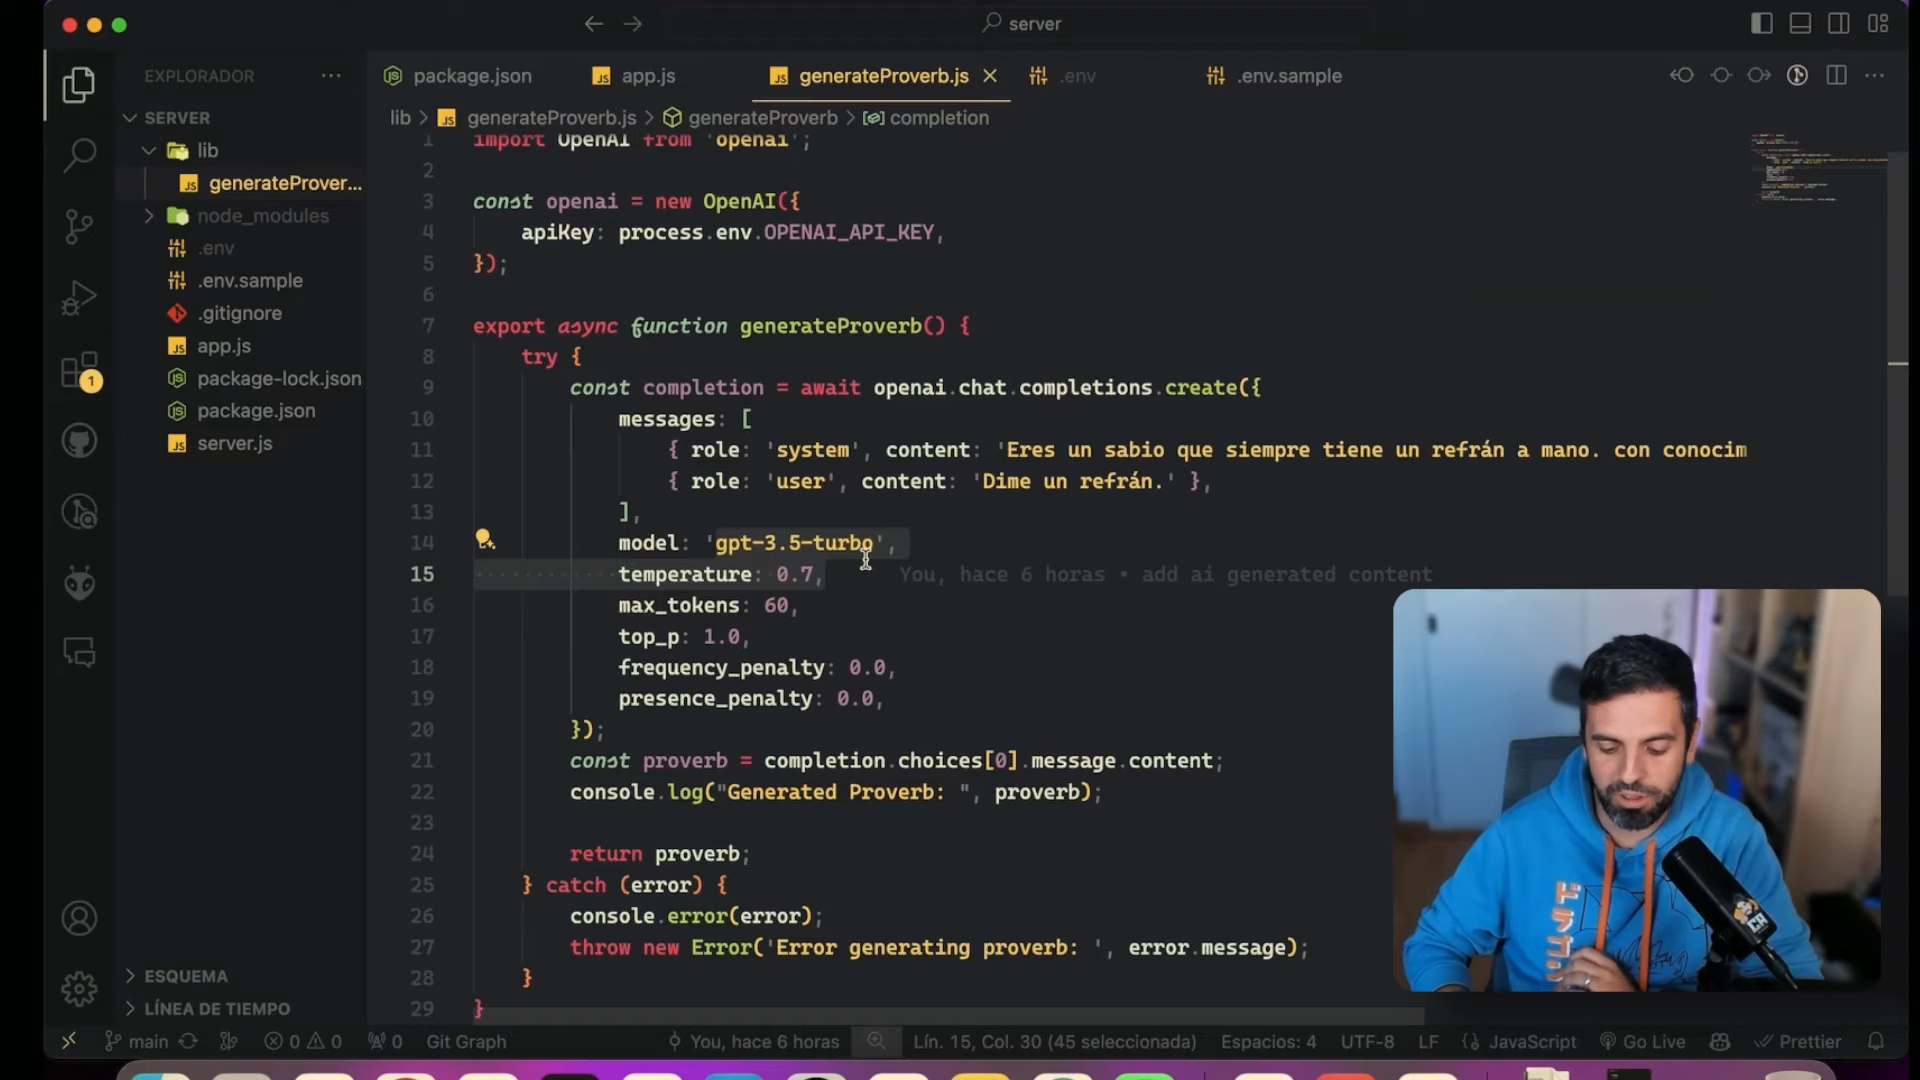 server
EXPLORADOR
package.json
app.js
generateProverb.js
.env
.env.sample
SERVER
lib > generateProverb.js > generateProverb > completion
lib
generateProver...
node_modules
.env
.env.sample
.gitignore
app.js
package-lock.json
package.json
server.js
1
ESQUEMA
LÍNEA DE TIEMPO
1 import OpenAI from 'openai';
2
3 const openai = new OpenAI({
4 apiKey: process.env.OPENAI_API_KEY,
5 });
6
7 export async function generateProverb() {
8 try {
9 const completion = await openai.chat.completions.create({
10 messages: [
11 { role: 'system', content: 'Eres un sabio que siempre tiene un refrán a mano. con conocim
12 { role: 'user', content: 'Dime un refrán.' },
13 ],
14 model: 'gpt-3.5-turbo',
15 temperature: 0.7, You, hace 6 horas • add ai generated content
16 max_tokens: 60,
17 top_p: 1.0,
18 frequency_penalty: 0.0,
19 presence_penalty: 0.0,
20 });
21 const proverb = completion.choices[0].message.content;
22 console.log("Generated Proverb: ", proverb);
23
24 return proverb;
25 } catch (error) {
26 console.error(error);
27 throw new Error('Error generating proverb: ', error.message);
28 }
29 }
main 0 0 0 Git Graph You, hace 6 horas Lín. 15, Col. 30 (45 seleccionada) Espacios: 4 UTF-8 LF {} JavaScript Go Live Prettier